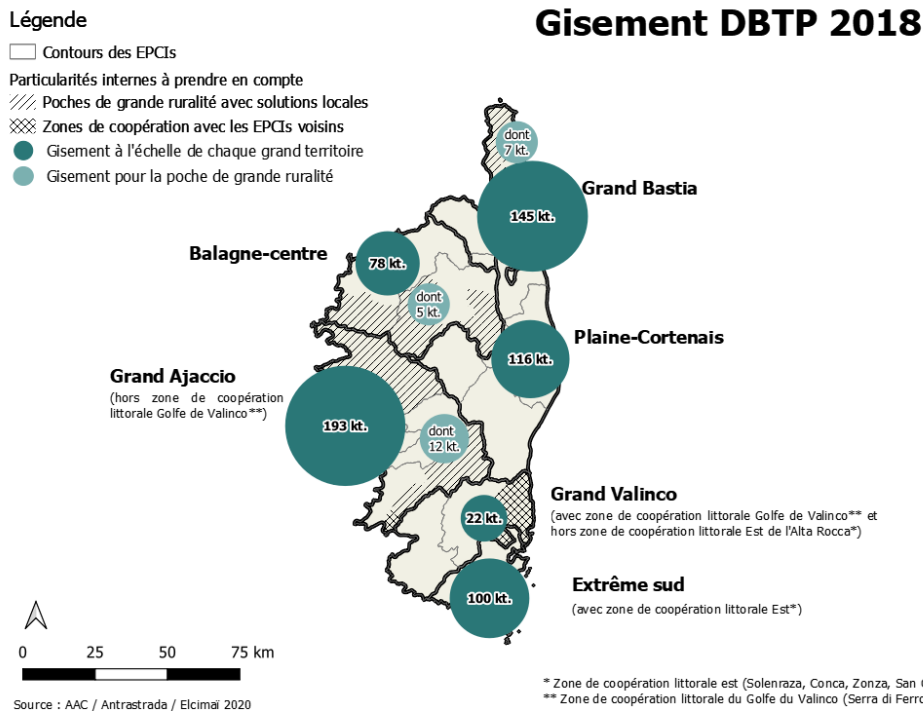 Légende
Gisement DBTP 2018
Contours des EPCIs
Particularités internes à prendre en compte
Poches de grande ruralité avec solutions locales
Zones de coopération avec les EPCIs voisins
Gisement à l'échelle de chaque grand territoire
Gisement pour la poche de grande ruralité
dont
7 kt.
Grand Bastia
145 kt.
Balagne-centre
78 kt.
dont
5 kt.
Plaine-Cortenais
116 kt.
Grand Ajaccio
(hors zone de coopération
littorale Golfe de Valinco**)
193 kt.
dont
12 kt.
Grand Valinco
(avec zone de coopération littorale Golfe de Valinco** et
hors zone de coopération littorale Est de l'Alta Rocca*)
22 kt.
Extrême sud
(avec zone de coopération littorale Est*)
100 kt.
0 25 50 75 km
* Zone de coopération littorale est (Solenraza, Conca, Zonza, San
** Zone de coopération littorale du Golfe du Valinco (Serra di Ferro
Source : AAC / Antrastrada / Elcimaï 2020